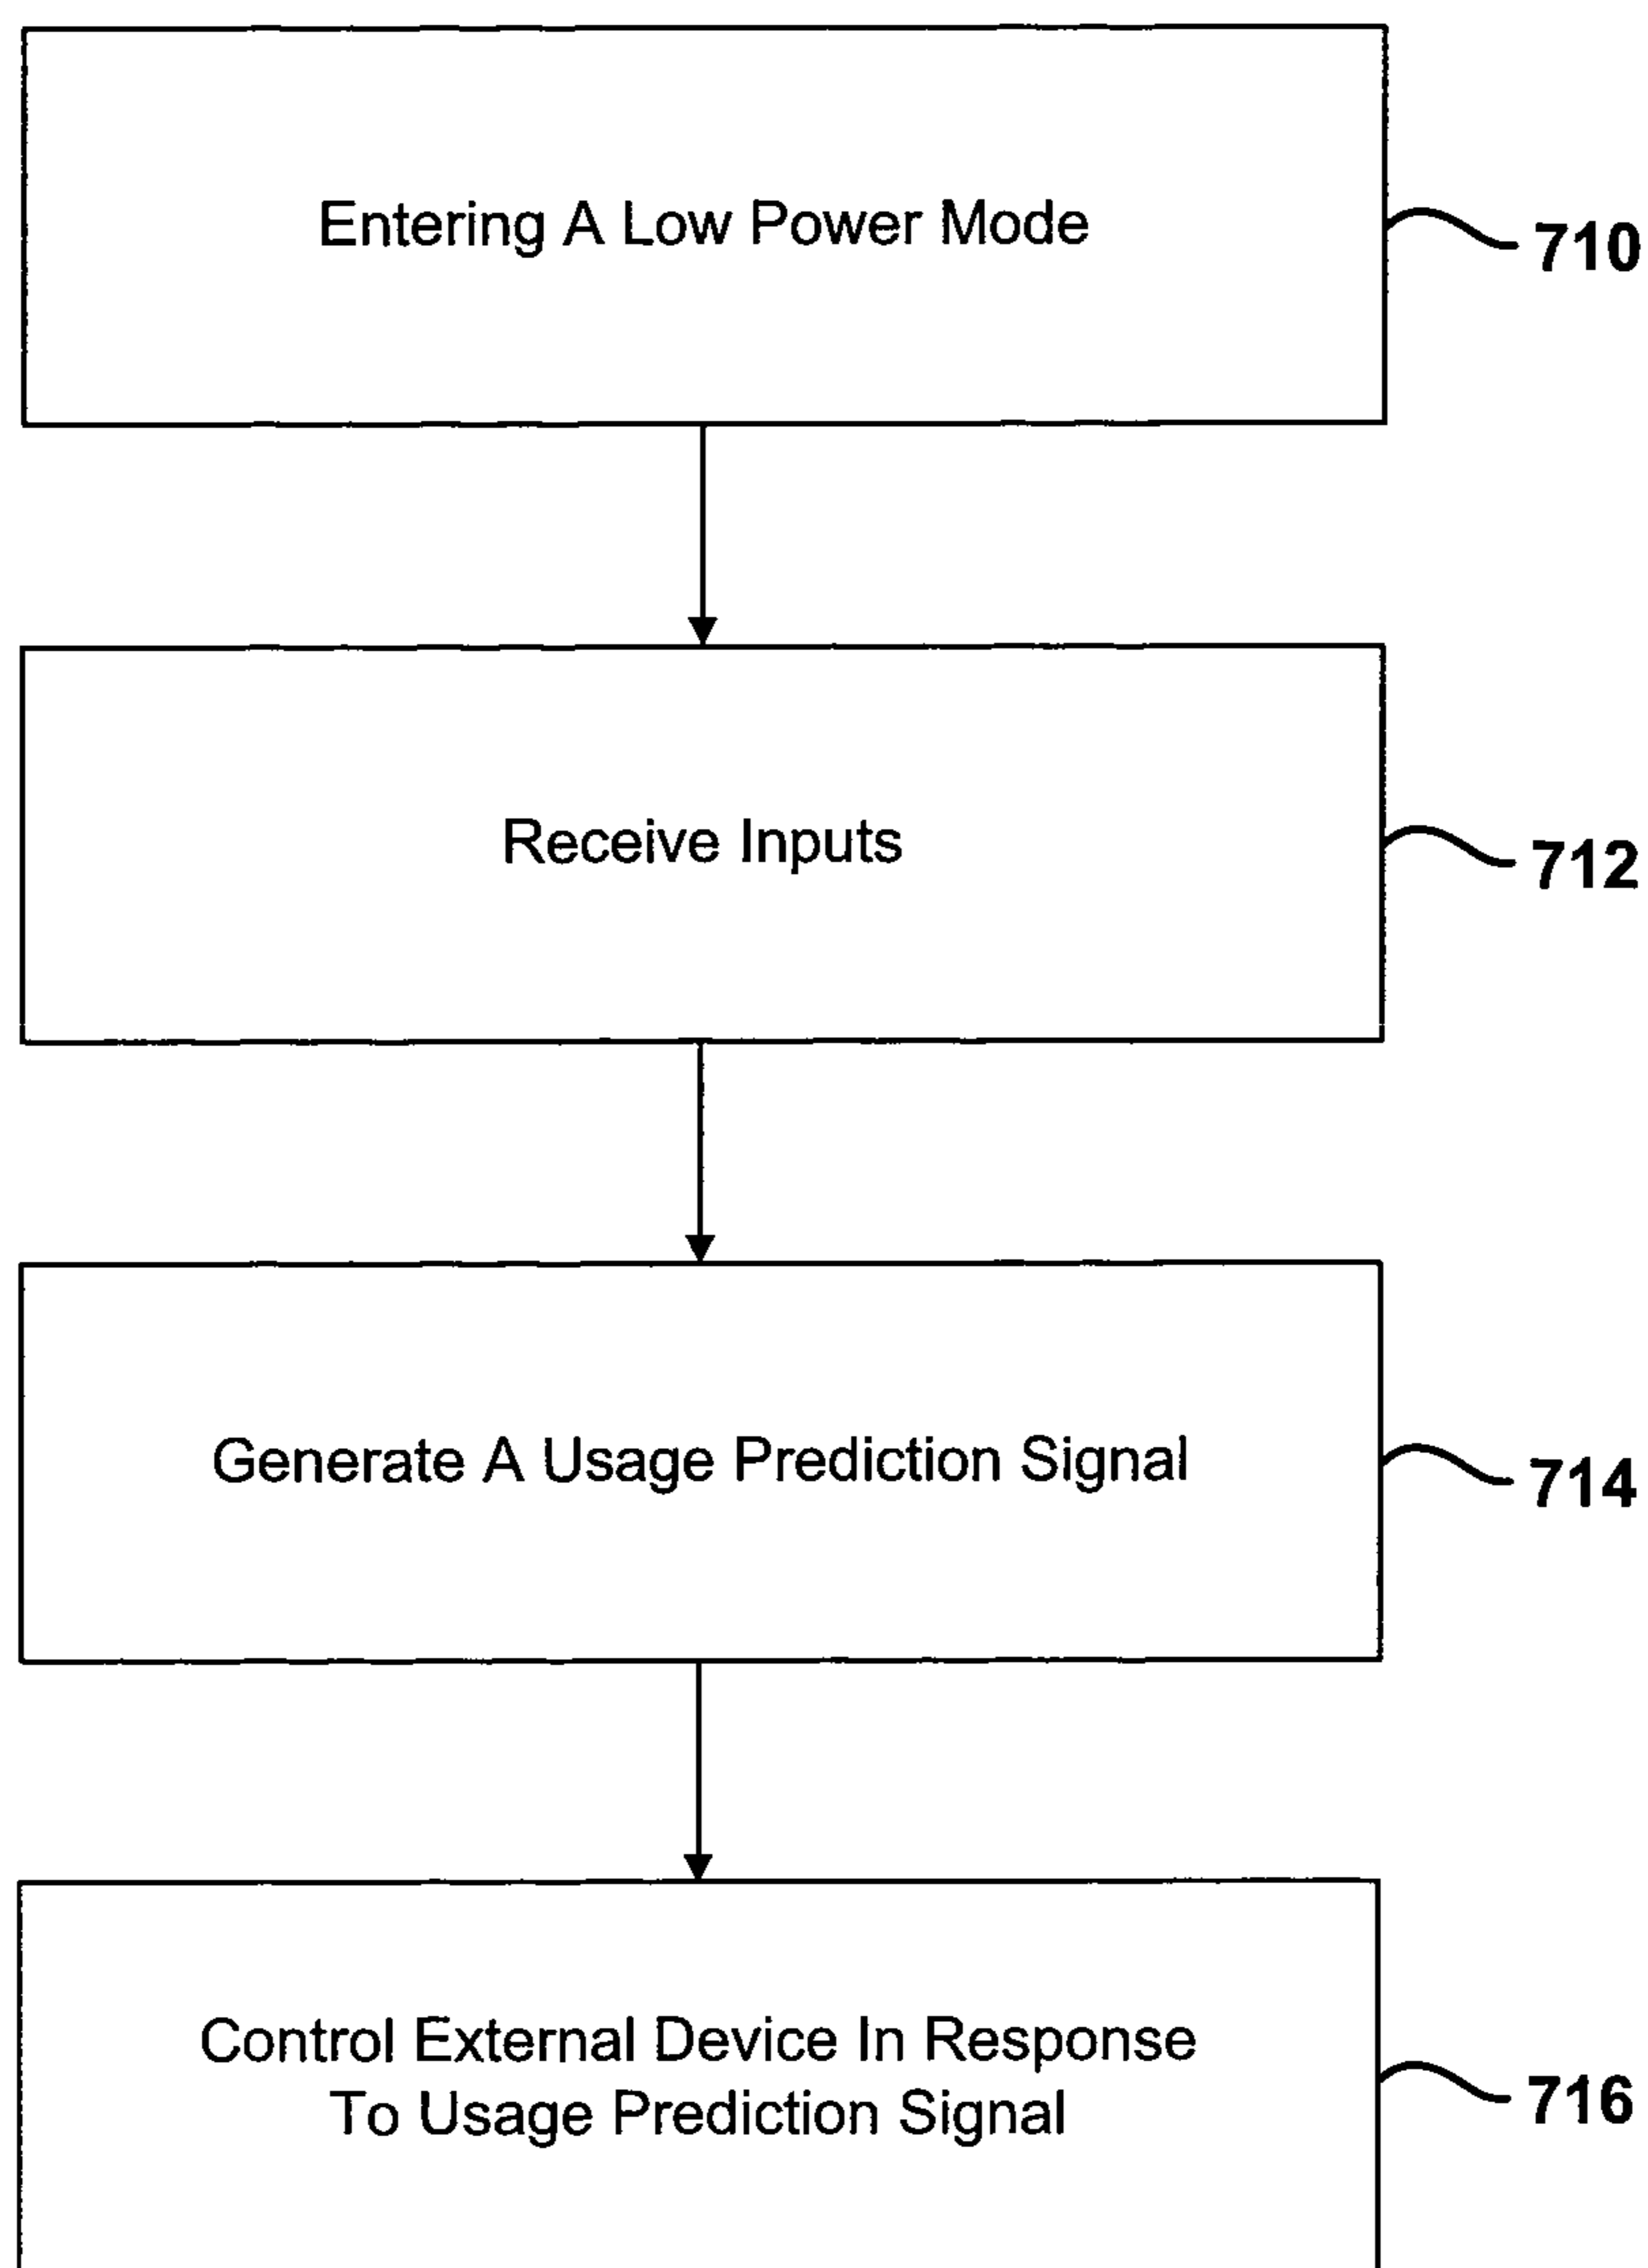 Entering A Low Power Mode
710
Receive Inputs
712
Generate A Usage Prediction Signal
714
Control External Device In Response
To Usage Prediction Signal
716